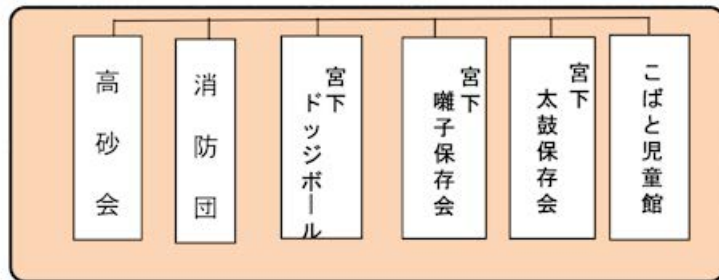 高砂会
消防団
宮下
ドッジボール
宮下
囃子保存会
宮下
太鼓保存会
こばと児童館